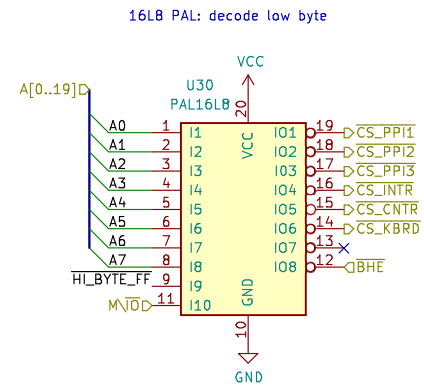 16L8 PAL: decode low byte
VCC
A[0..19]
U30
PAL16L8
20
A0 1 I1 VCC IO1 19 CS_PPI1
A1 2 I2 IO2 18 CS_PPI2
A2 3 I3 I03 17 CS_PPI3
A3 4 I4 IO4 16 CS_INTR
A4 5 I5 IO5 15 CS_CNTR
A5 6 I6 IO6 14 CS_KBRD
A6 7 I7 IO7 13
A7 8 I8 IO8 12 BHE
HI_BYTE_FF 9 I9 GND
M\IO 11 I10
10
GND